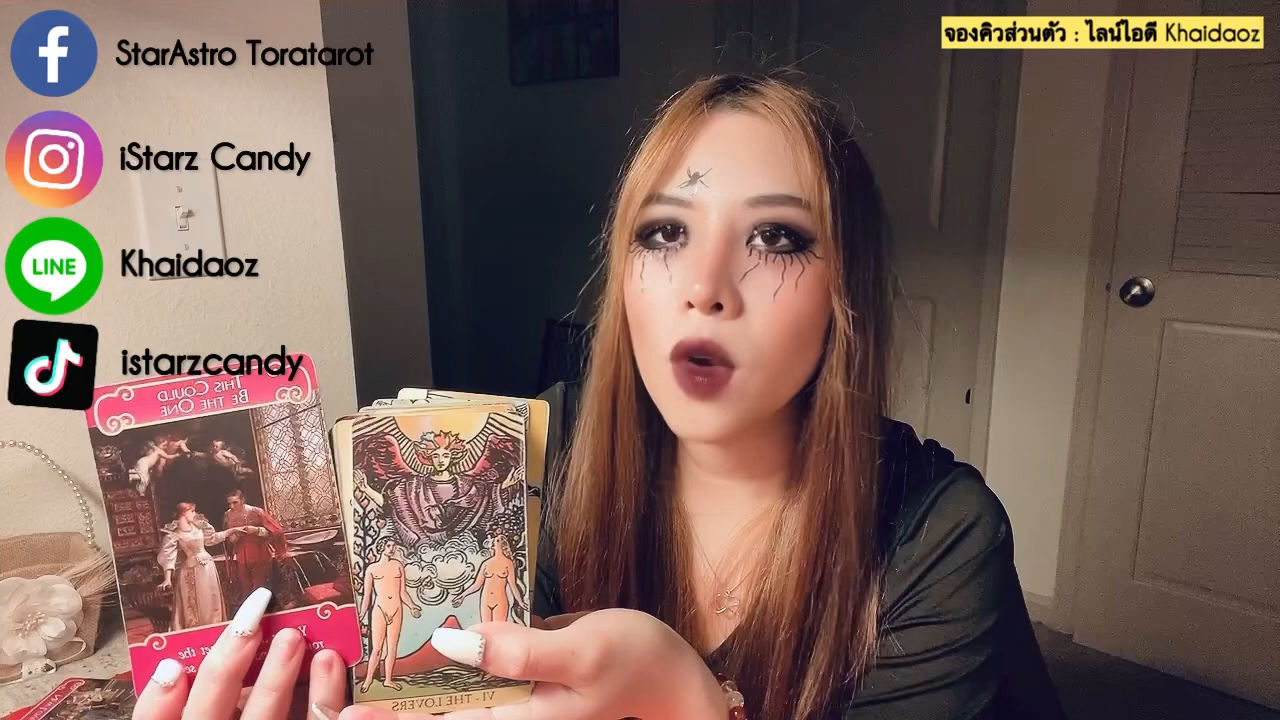 StarAstro Toratarot
iStarz Candy
LINE
Khaidaoz
istarzcandy
จองคิวส่วนตัว : ไลน์ไอดี Khaidaoz
THIS COULD
BE THE ONE
VI - THE LOVERS